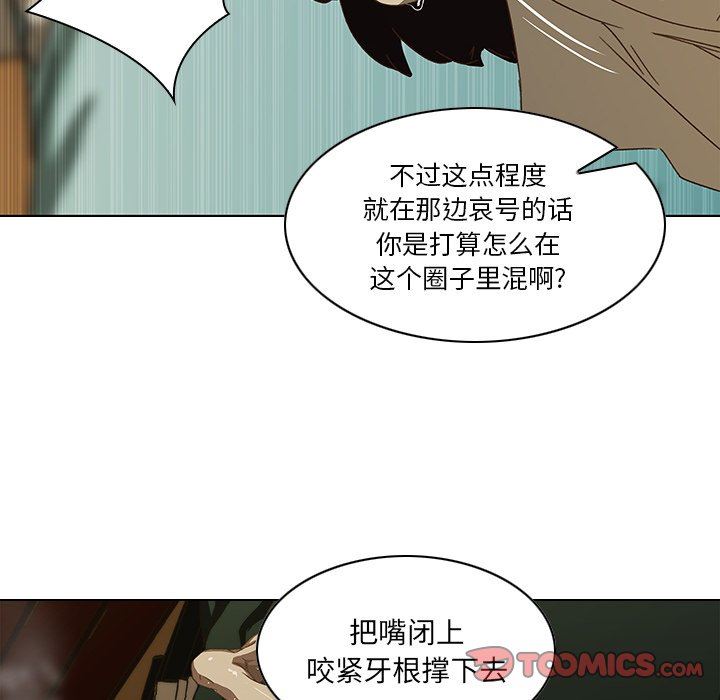 不过这点程度
就在那边哀号的话
你是打算怎么在
这个圈子里混啊?
把嘴闭上
咬紧牙根撑下去
TOOMICS.COM